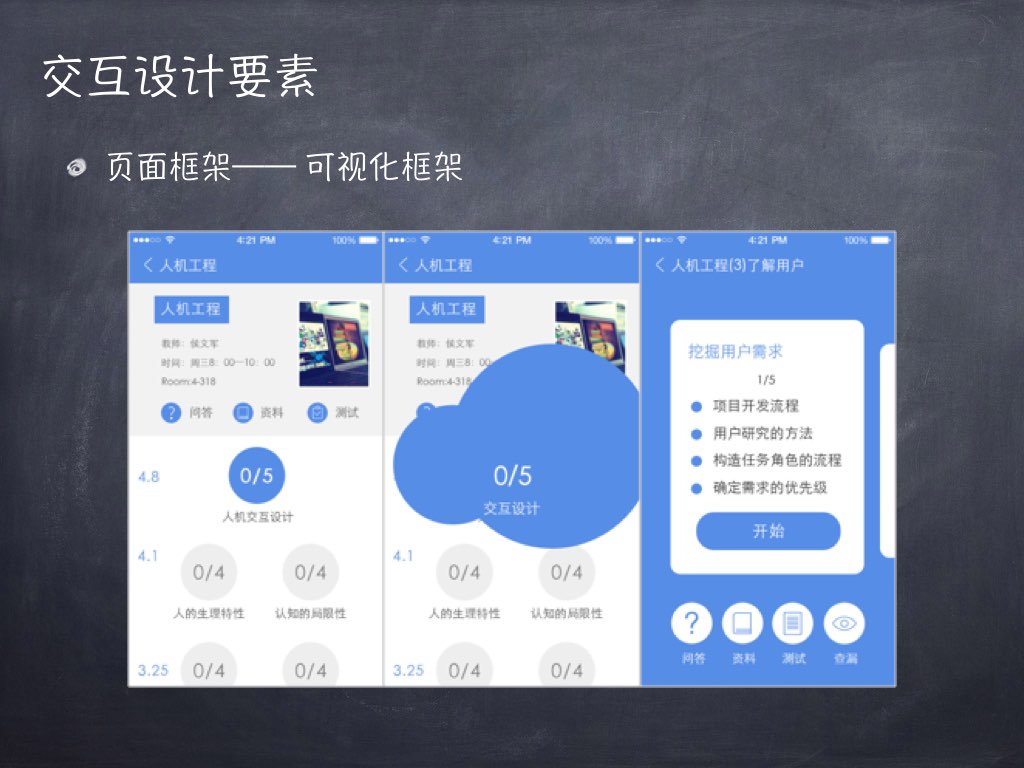 交互设计要素
页面框架—— 可视化框架
4:21 PM 100%
人机工程
人机工程
教师：侯文军
时间：周三8：00—10：00
Room:4-318
? 问答 资料 测试
4.8
0/5
人机交互设计
4.1
0/4 0/4
人的生理特性 认知的局限性
3.25 0/4 0/4
4:21 PM 100%
人机工程
人机工程
教师：侯文军
时间：周三8：00
Room:4-318
0/5
交互设计
4.1
0/4 0/4
人的生理特性 认知的局限性
3.25 0/4 0/4
4:21 PM 100%
人机工程(3)了解用户
挖掘用户需求
1/5
项目开发流程
用户研究的方法
构造任务角色的流程
确定需求的优先级
开始
?
问答 资料 测试 查漏